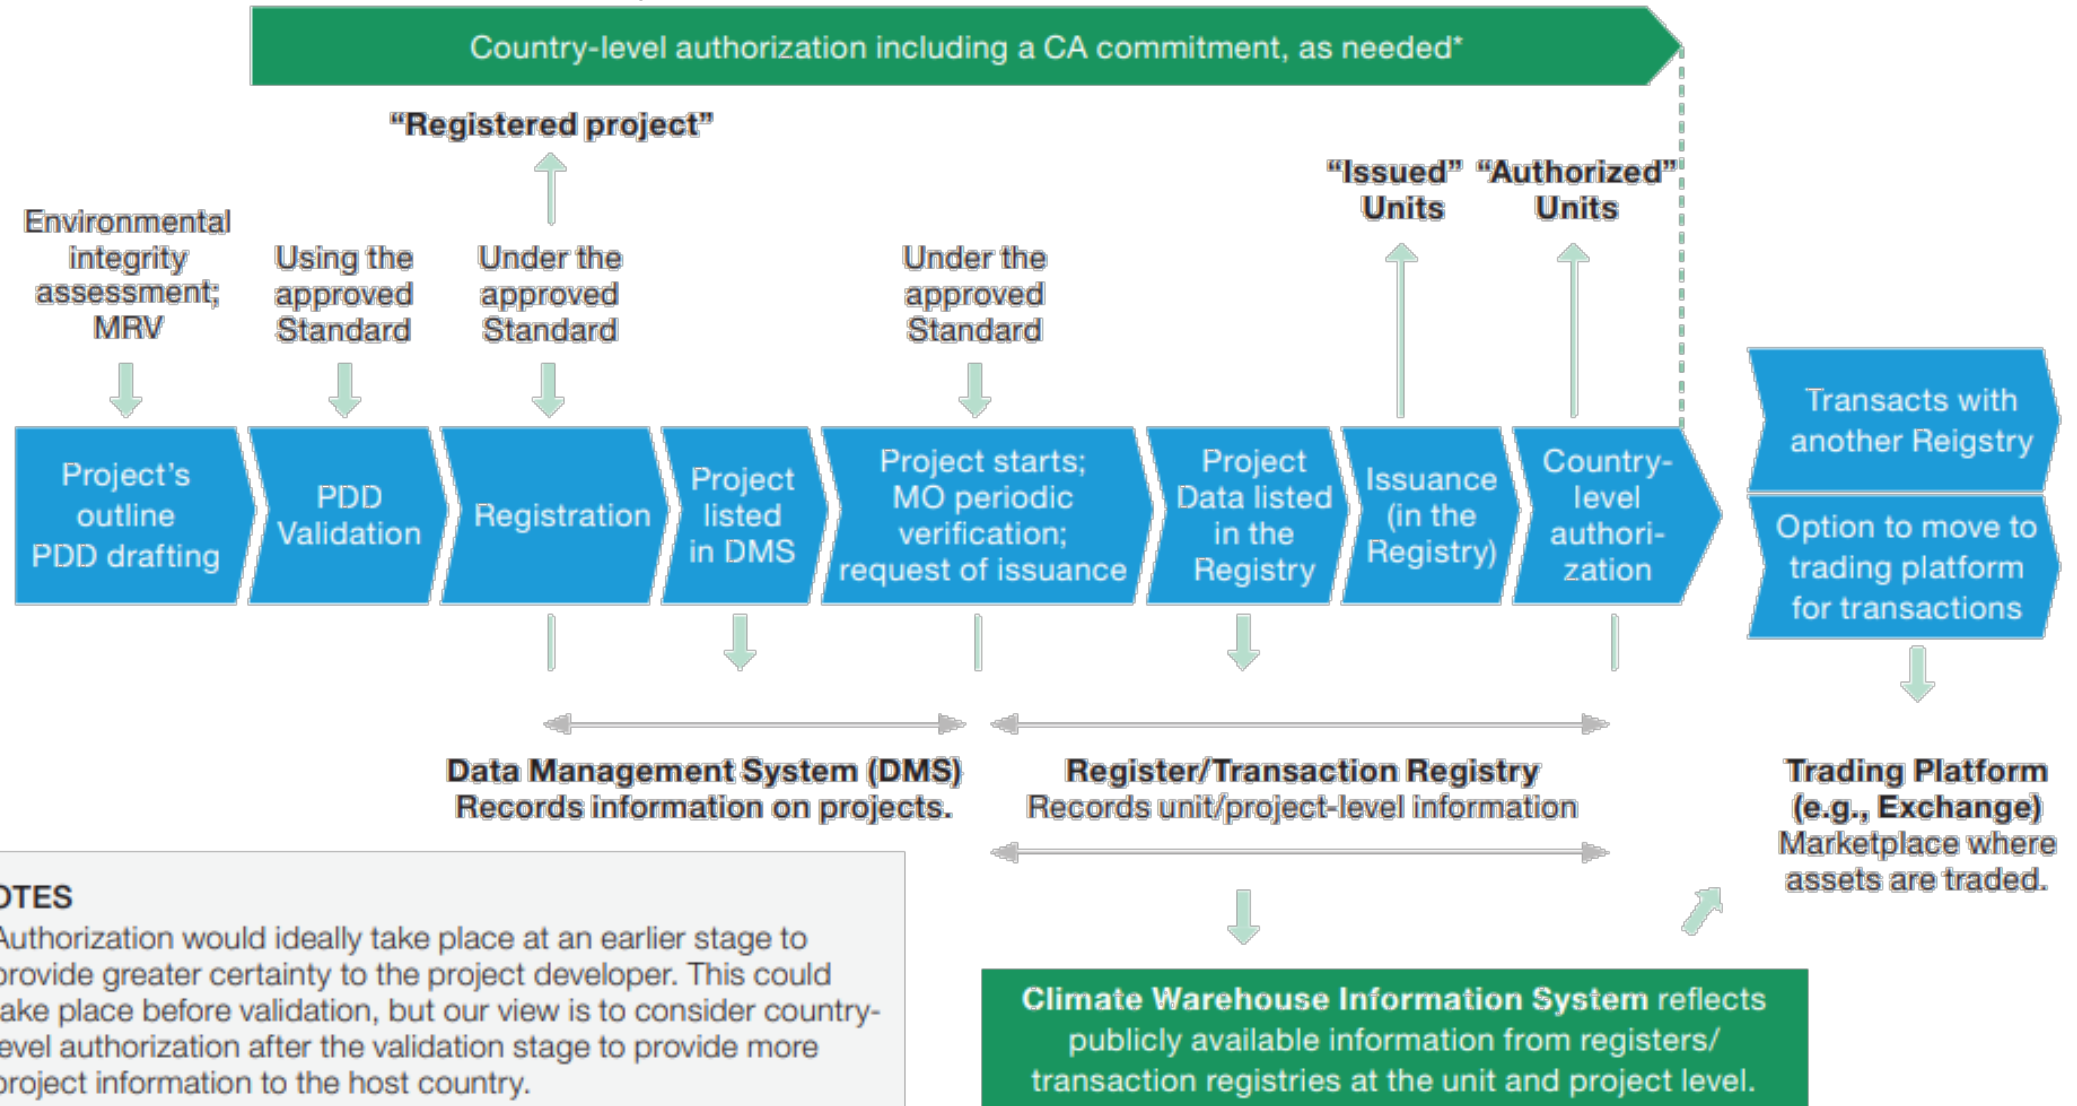 Country-level authorization including a CA commitment, as needed*
“Registered project”
“Issued”
Units
“Authorized”
Units
Environmental
integrity
assessment;
MRV
Using the
approved
Standard
Under the
approved
Standard
Under the
approved
Standard
Project’s
outline
PDD drafting
PDD
Validation
Registration
Project
listed
in DMS
Project starts;
MO periodic
verification;
request of issuance
Project
Data listed
in the
Registry
Issuance
(in the
Registry)
Country-
level
authori-
zation
Transacts with
another Reigstry
Option to move to
trading platform
for transactions
Data Management System (DMS)
Records information on projects.
Register/Transaction Registry
Records unit/project-level information
Trading Platform
(e.g., Exchange)
Marketplace where
assets are traded.
OTES
Authorization would ideally take place at an earlier stage to
provide greater certainty to the project developer. This could
take place before validation, but our view is to consider country-
level authorization after the validation stage to provide more
project information to the host country.
Climate Warehouse Information System reflects
publicly available information from registers/
transaction registries at the unit and project level.